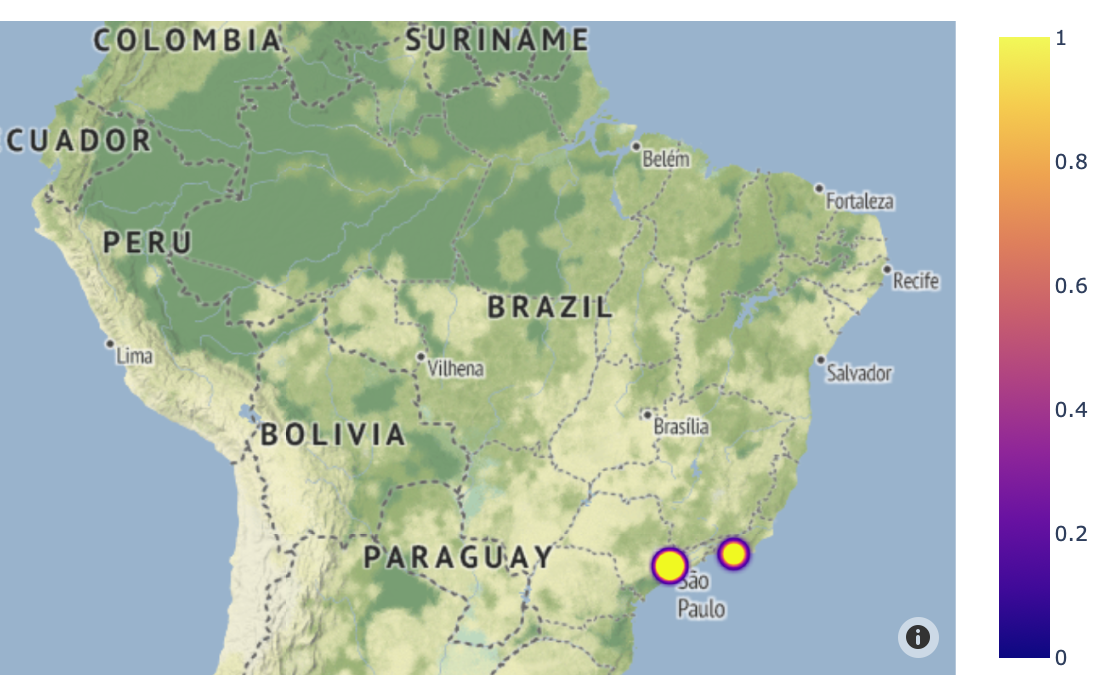 COLOMBIA
SURINAME
CUADOR
Belém
Fortaleza
PERU
Recife
BRAZIL
Lima
Vilhena
Salvador
BOLIVIA
Brasília
PARAGUAY
São
Paulo
1
0.8
0.6
0.4
0.2
0